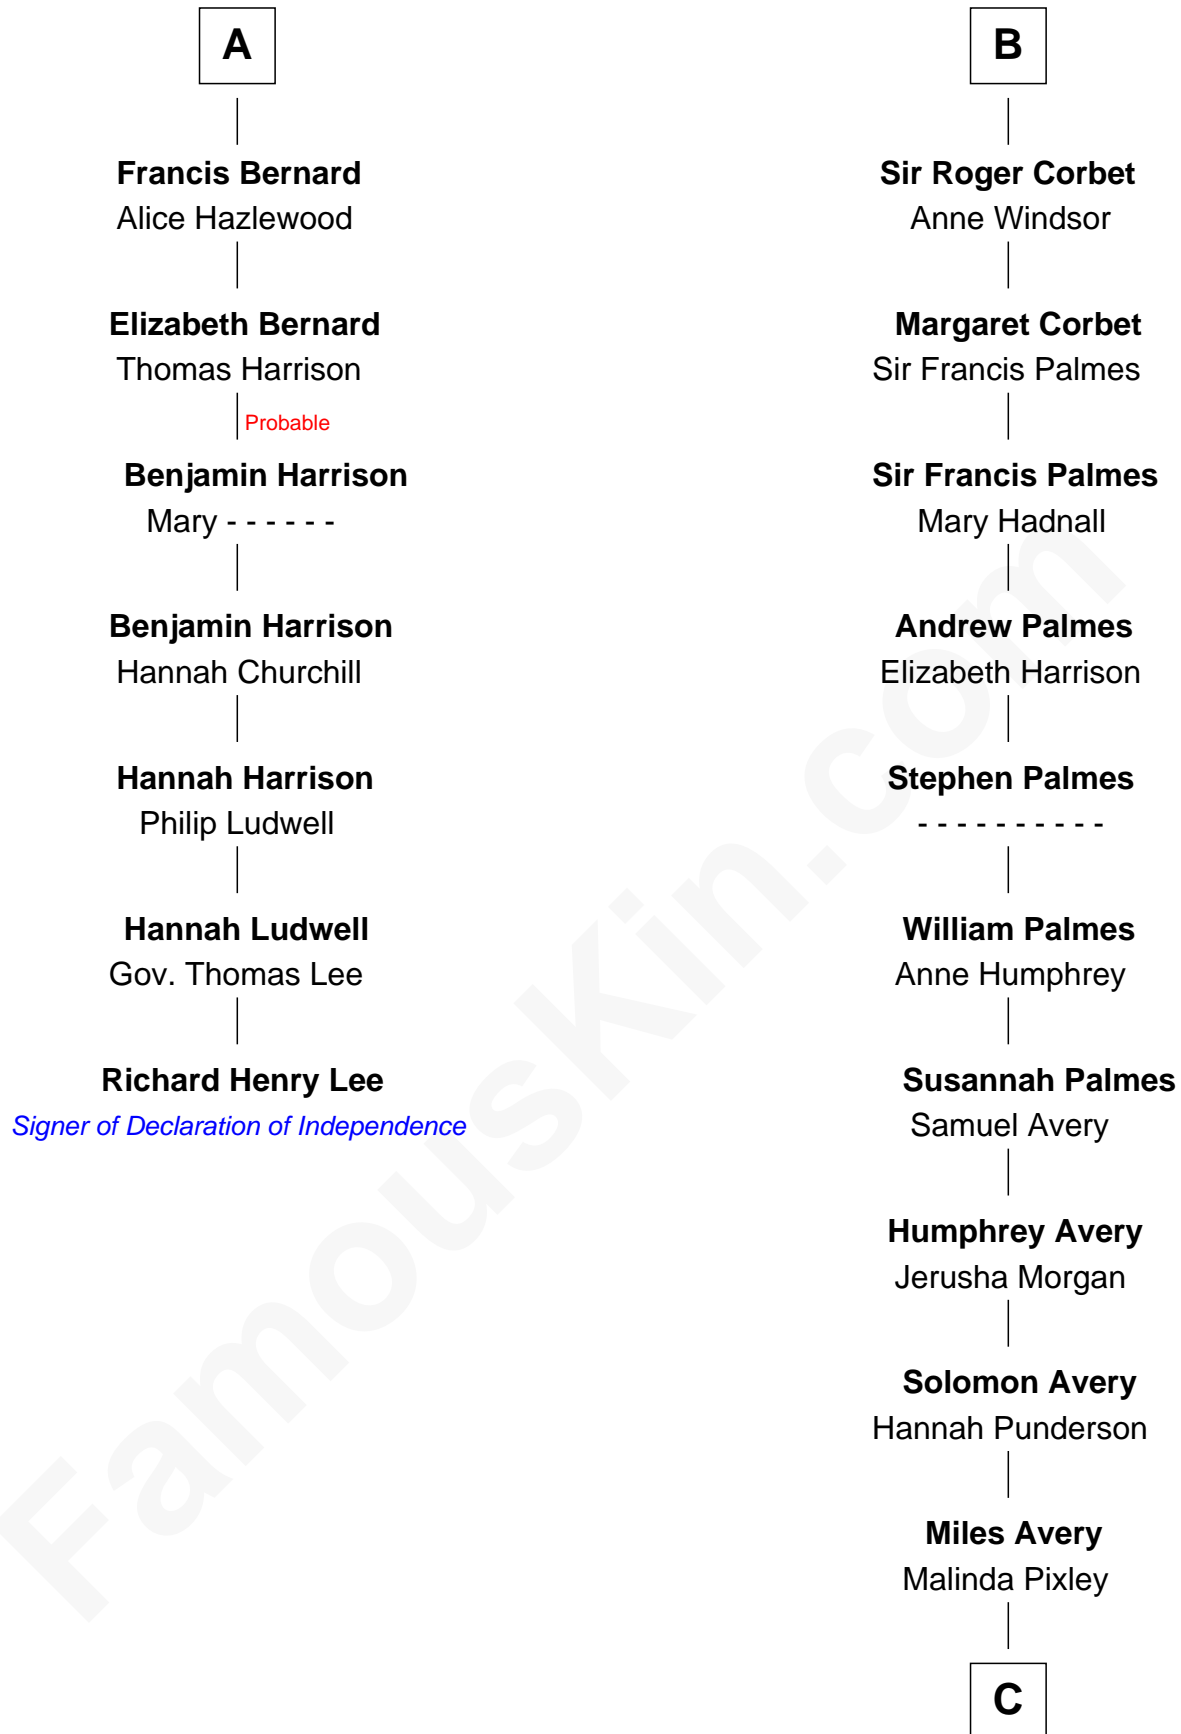 A
Francis Bernard
Alice Hazlewood
Elizabeth Bernard
Thomas Harrison
Probable
Benjamin Harrison
Mary - - - - - -
Benjamin Harrison
Hannah Churchill
Hannah Harrison
Philip Ludwell
Hannah Ludwell
Gov. Thomas Lee
Richard Henry Lee
Signer of Declaration of Independence
B
Sir Roger Corbet
Anne Windsor
Margaret Corbet
Sir Francis Palmes
Sir Francis Palmes
Mary Hadnall
Andrew Palmes
Elizabeth Harrison
Stephen Palmes
- - - - - - - - - -
William Palmes
Anne Humphrey
Susannah Palmes
Samuel Avery
Humphrey Avery
Jerusha Morgan
Solomon Avery
Hannah Punderson
Miles Avery
Malinda Pixley
C
FamousKin.com